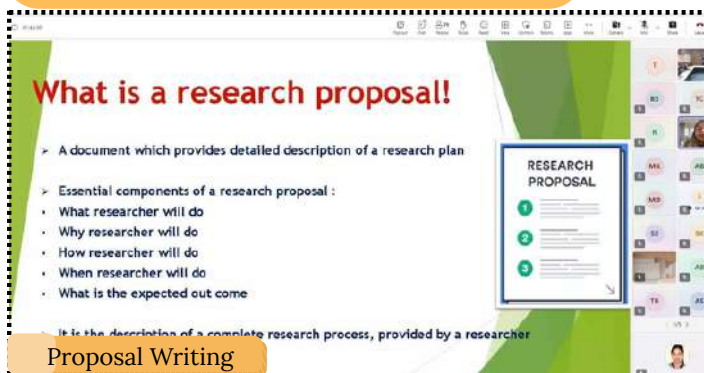 What is a research proposal!
➢ A document which provides detailed description of a research plan
➢ Essential components of a research proposal :
• What researcher will do
• Why researcher will do
• How researcher will do
• When researcher will do
• What is the expected out come
It is the description of a complete research process, provided by a researcher
RESEARCH
PROPOSAL
1
2
3
Proposal Writing